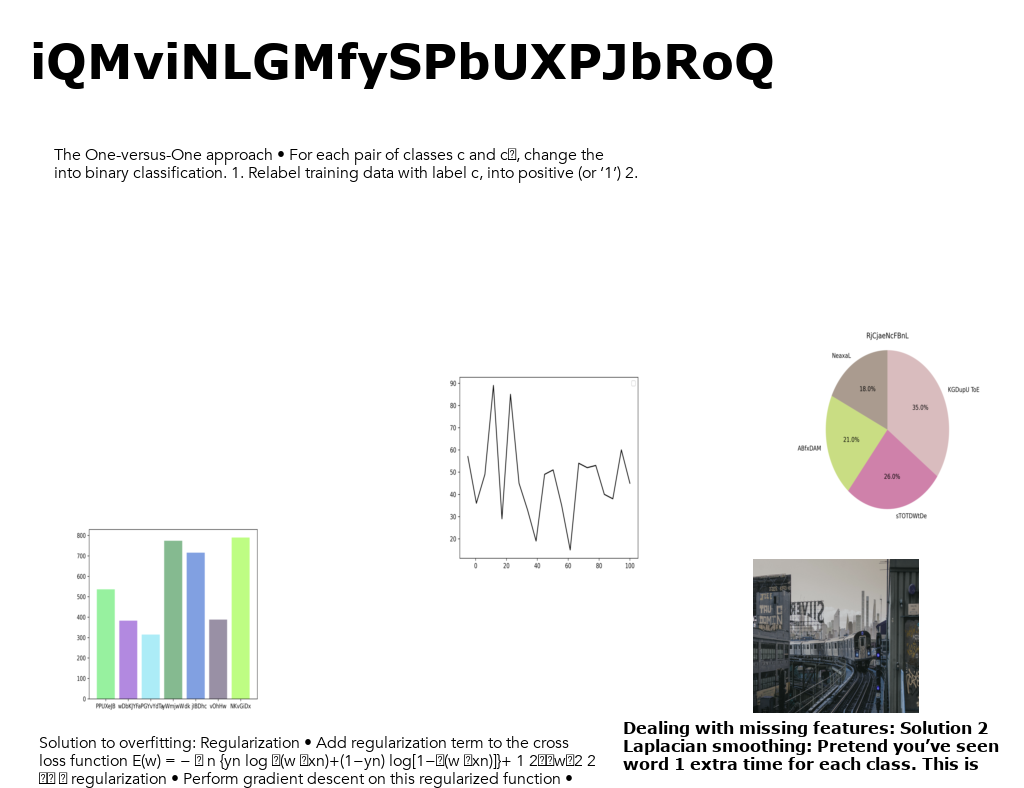 iQMviNLGMfySPbUXPJbRoQ
The One-versus-One approach • For each pair of classes c and c, change the
into binary classification. 1. Relabel training data with label c, into positive (or ‘1’) 2.
RjCjaeNcFBnL
NeaxaL
KGDupU ToE
18.0%
35.0%
21.0%
26.0%
ABfxDAM
sTOTDWtDe
90
80
70
60
50
40
30
20
0 20 40 60 80 100
800
700
600
500
400
300
200
100
0
PPUXeJB wDbKJYFa jIBDhc vOhHw NKvGiDx
SILVER
Solution to overfitting: Regularization • Add regularization term to the cross
loss function E(w) = − n {yn log (w xn)+(1−yn) log[1−(w xn)]}+ 1 2w2 2
regularization • Perform gradient descent on this regularized function •
Dealing with missing features: Solution 2
Laplacian smoothing: Pretend you’ve seen
word 1 extra time for each class. This is